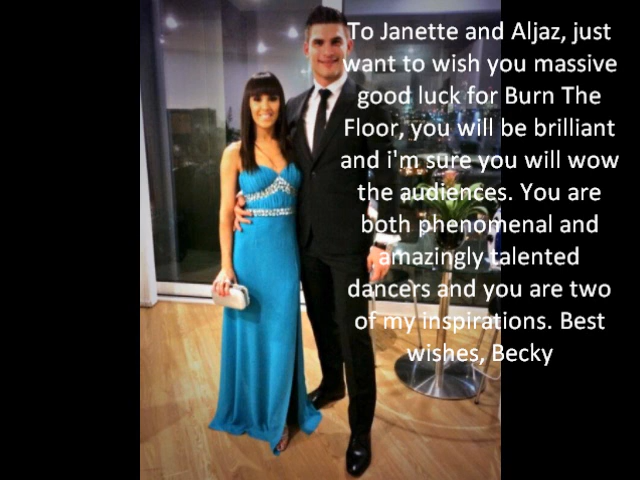 To Janette and Aljaz, just
want to wish you massive
good luck for Burn The
Floor, you will be brilliant
and i'm sure you will wow
the audiences. You are
both phenomenal and
amazingly talented
dancers and you are two
of my inspirations. Best
wishes, Becky